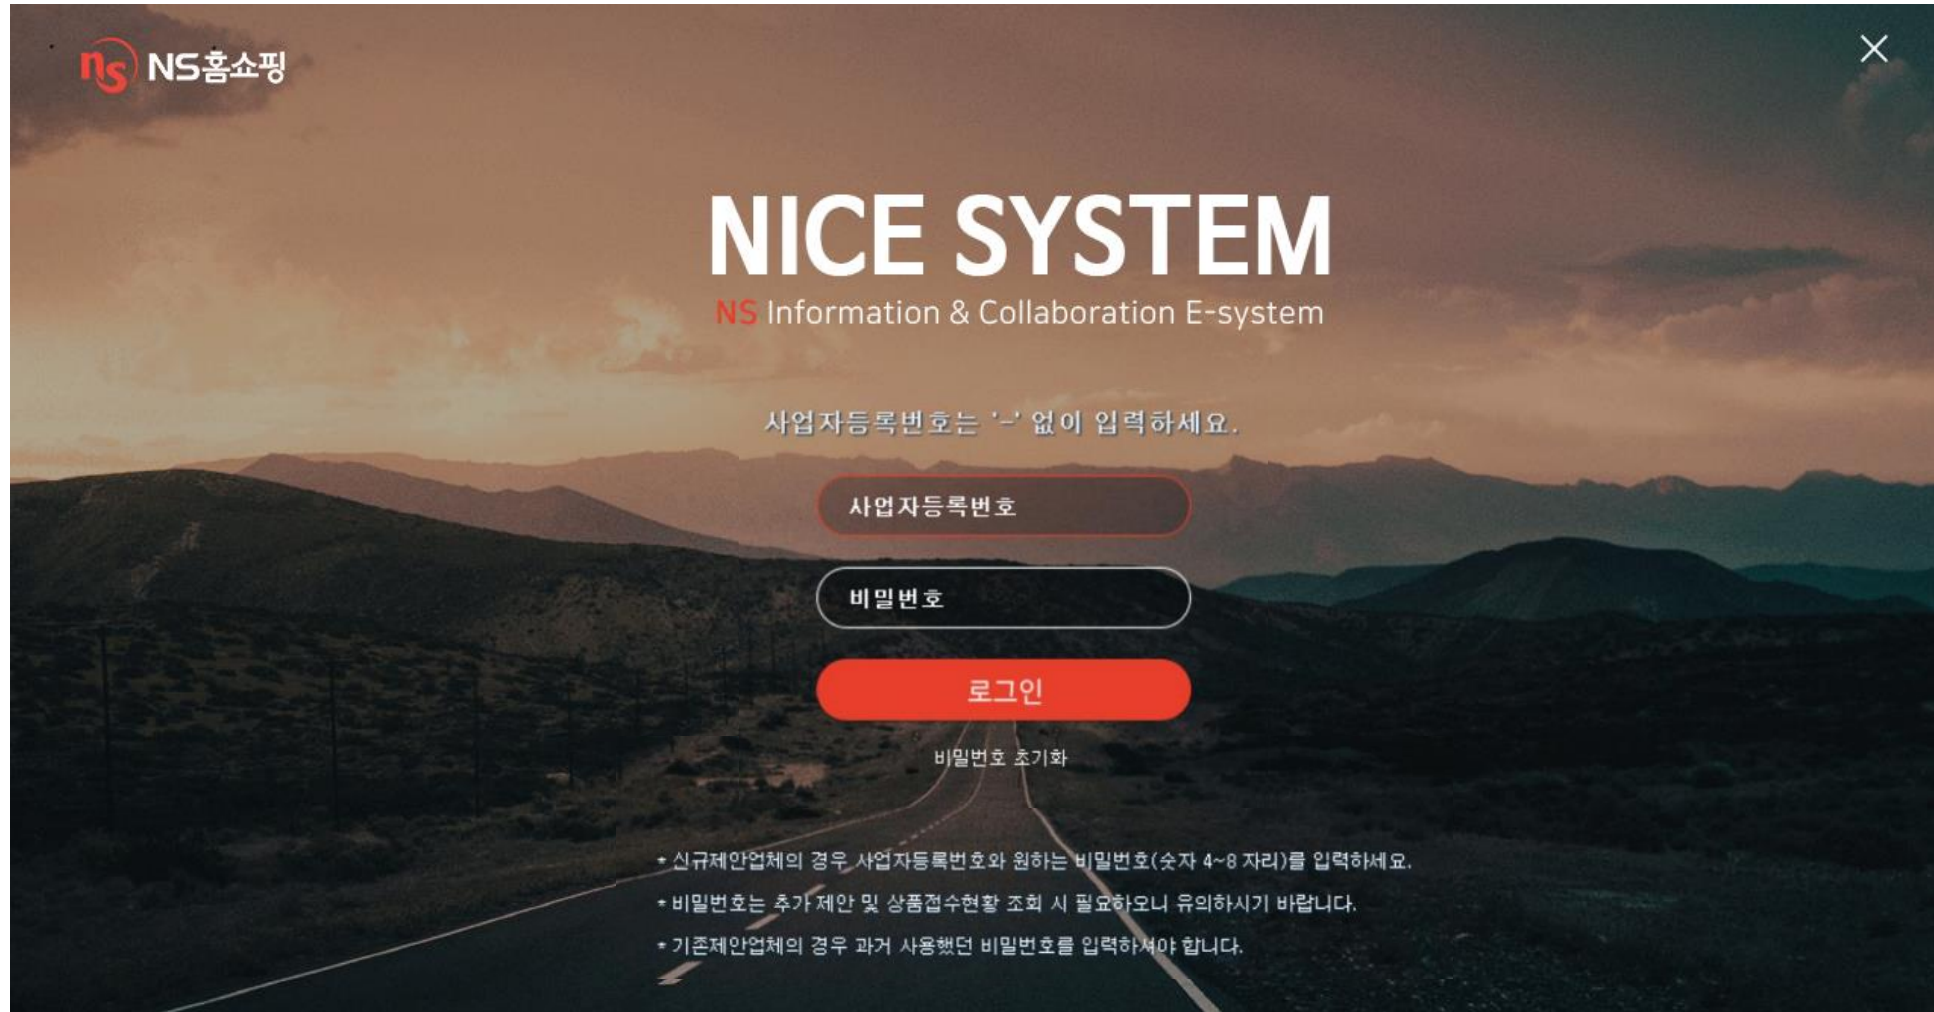 ns NS홈쇼핑
NICE SYSTEM
NS Information & Collaboration E-system
사업자등록번호는 '-' 없이 입력하세요.
사업자등록번호
비밀번호
로그인
비밀번호 초기화
* 신규제안업체의 경우 사업자등록번호와 원하는 비밀번호(숫자 4~8 자리)를 입력하세요.
* 비밀번호는 추가 제안 및 상품접수현황 조회 시 필요하오니 유의하시기 바랍니다.
* 기존제안업체의 경우 과거 사용했던 비밀번호를 입력하셔야 합니다.